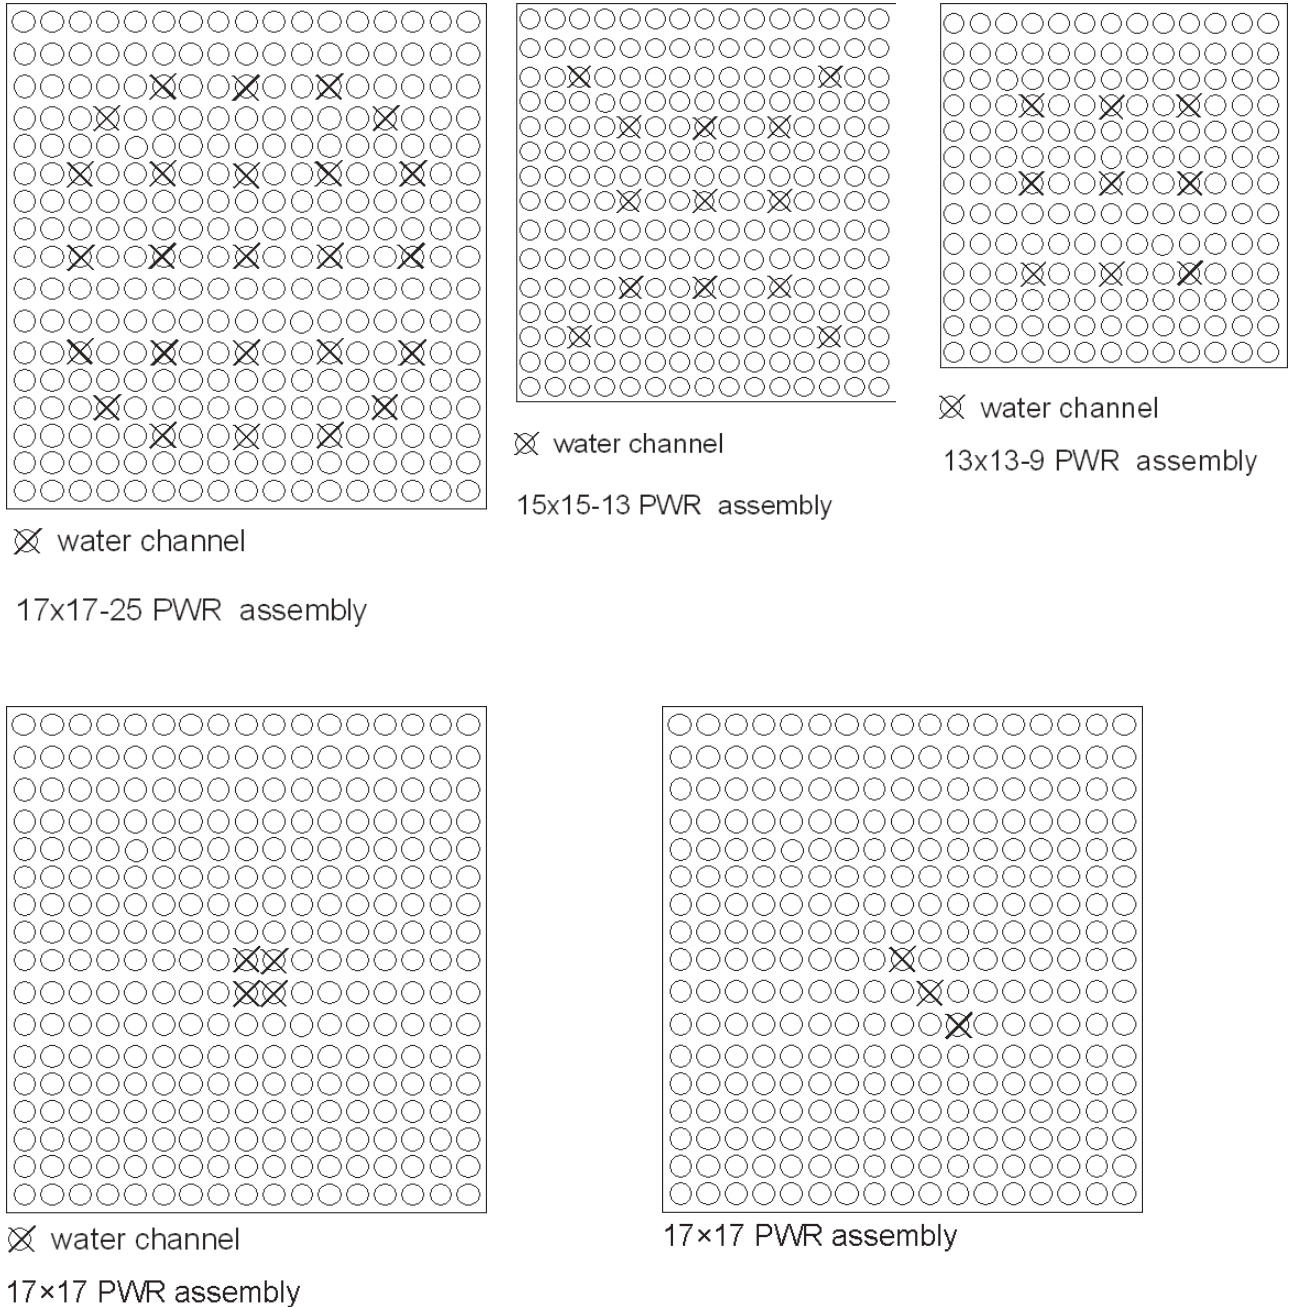 water channel
17x17-25 PWR assembly
water channel
15x15-13 PWR assembly
water channel
13x13-9 PWR assembly
water channel
17×17 PWR assembly
17×17 PWR assembly